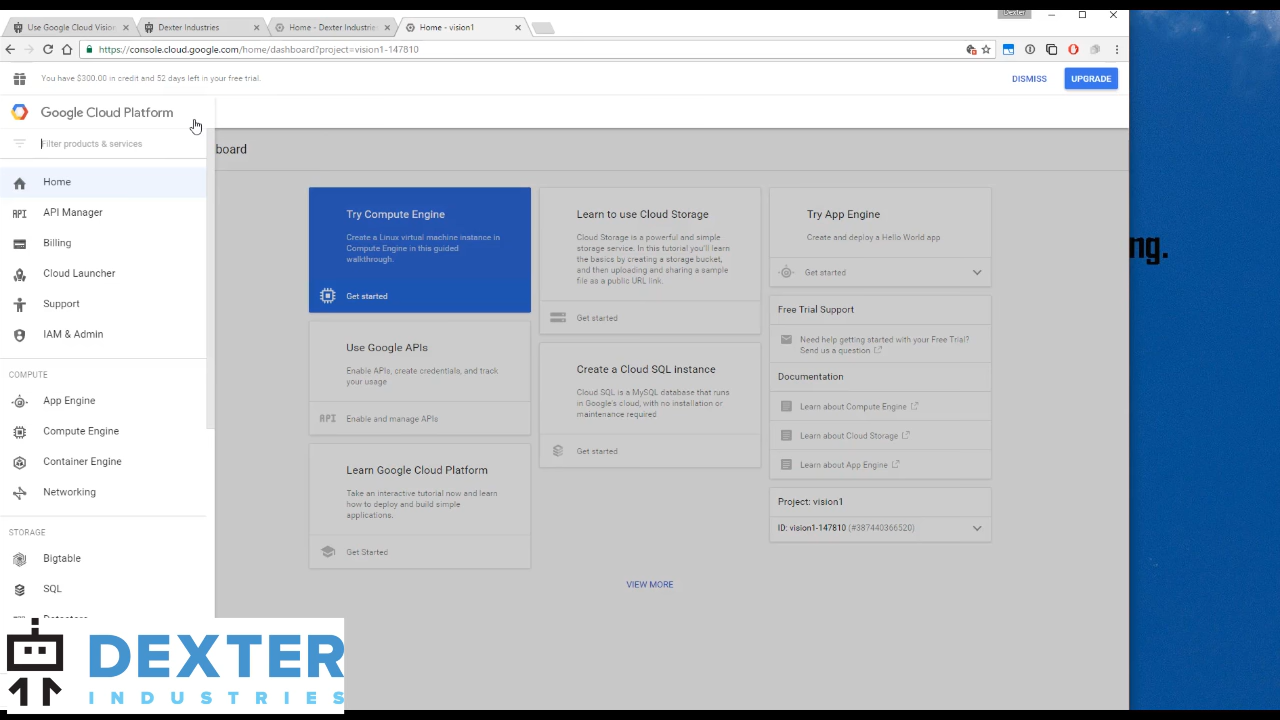 Dexter
Use Google Cloud Vision
Dexter Industries
Home - Dexter Industries
Home - vision1
https://console.cloud.google.com/home/dashboard?project=vision1-147810
You have $300.00 in credit and 52 days left in your free trial.
DISMISS
UPGRADE
Google Cloud Platform
Filter products & services
Home
API Manager
Billing
Cloud Launcher
Support
IAM & Admin
COMPUTE
App Engine
Compute Engine
Container Engine
Networking
STORAGE
Bigtable
SQL
board
Try Compute Engine
Create a Linux virtual machine instance in
Compute Engine in this guided
walkthrough.
Get started
Use Google APIs
Enable APIs, create credentials, and track
your usage
API
Enable and manage APIs
Learn Google Cloud Platform
Take an interactive tutorial now and learn
how to deploy and build simple
applications.
Get Started
Learn to use Cloud Storage
Cloud Storage is a powerful and simple
storage service. In this tutorial you'll learn
the basics by creating a storage bucket,
and then uploading and sharing a sample
file as a public URL link.
Get started
Create a Cloud SQL instance
Cloud SQL is a MySQL database that runs
in Google's cloud, with no installation or
maintenance required
Get started
Try App Engine
Create and deploy a Hello World app
Get started
Free Trial Support
Need help getting started with your Free Trial?
Send us a question
Documentation
Learn about Compute Engine
Learn about Cloud Storage
Learn about App Engine
Project: vision1
ID: vision1-147810 (#387440366520)
VIEW MORE
ng.
DEXTER
INDUSTRIES